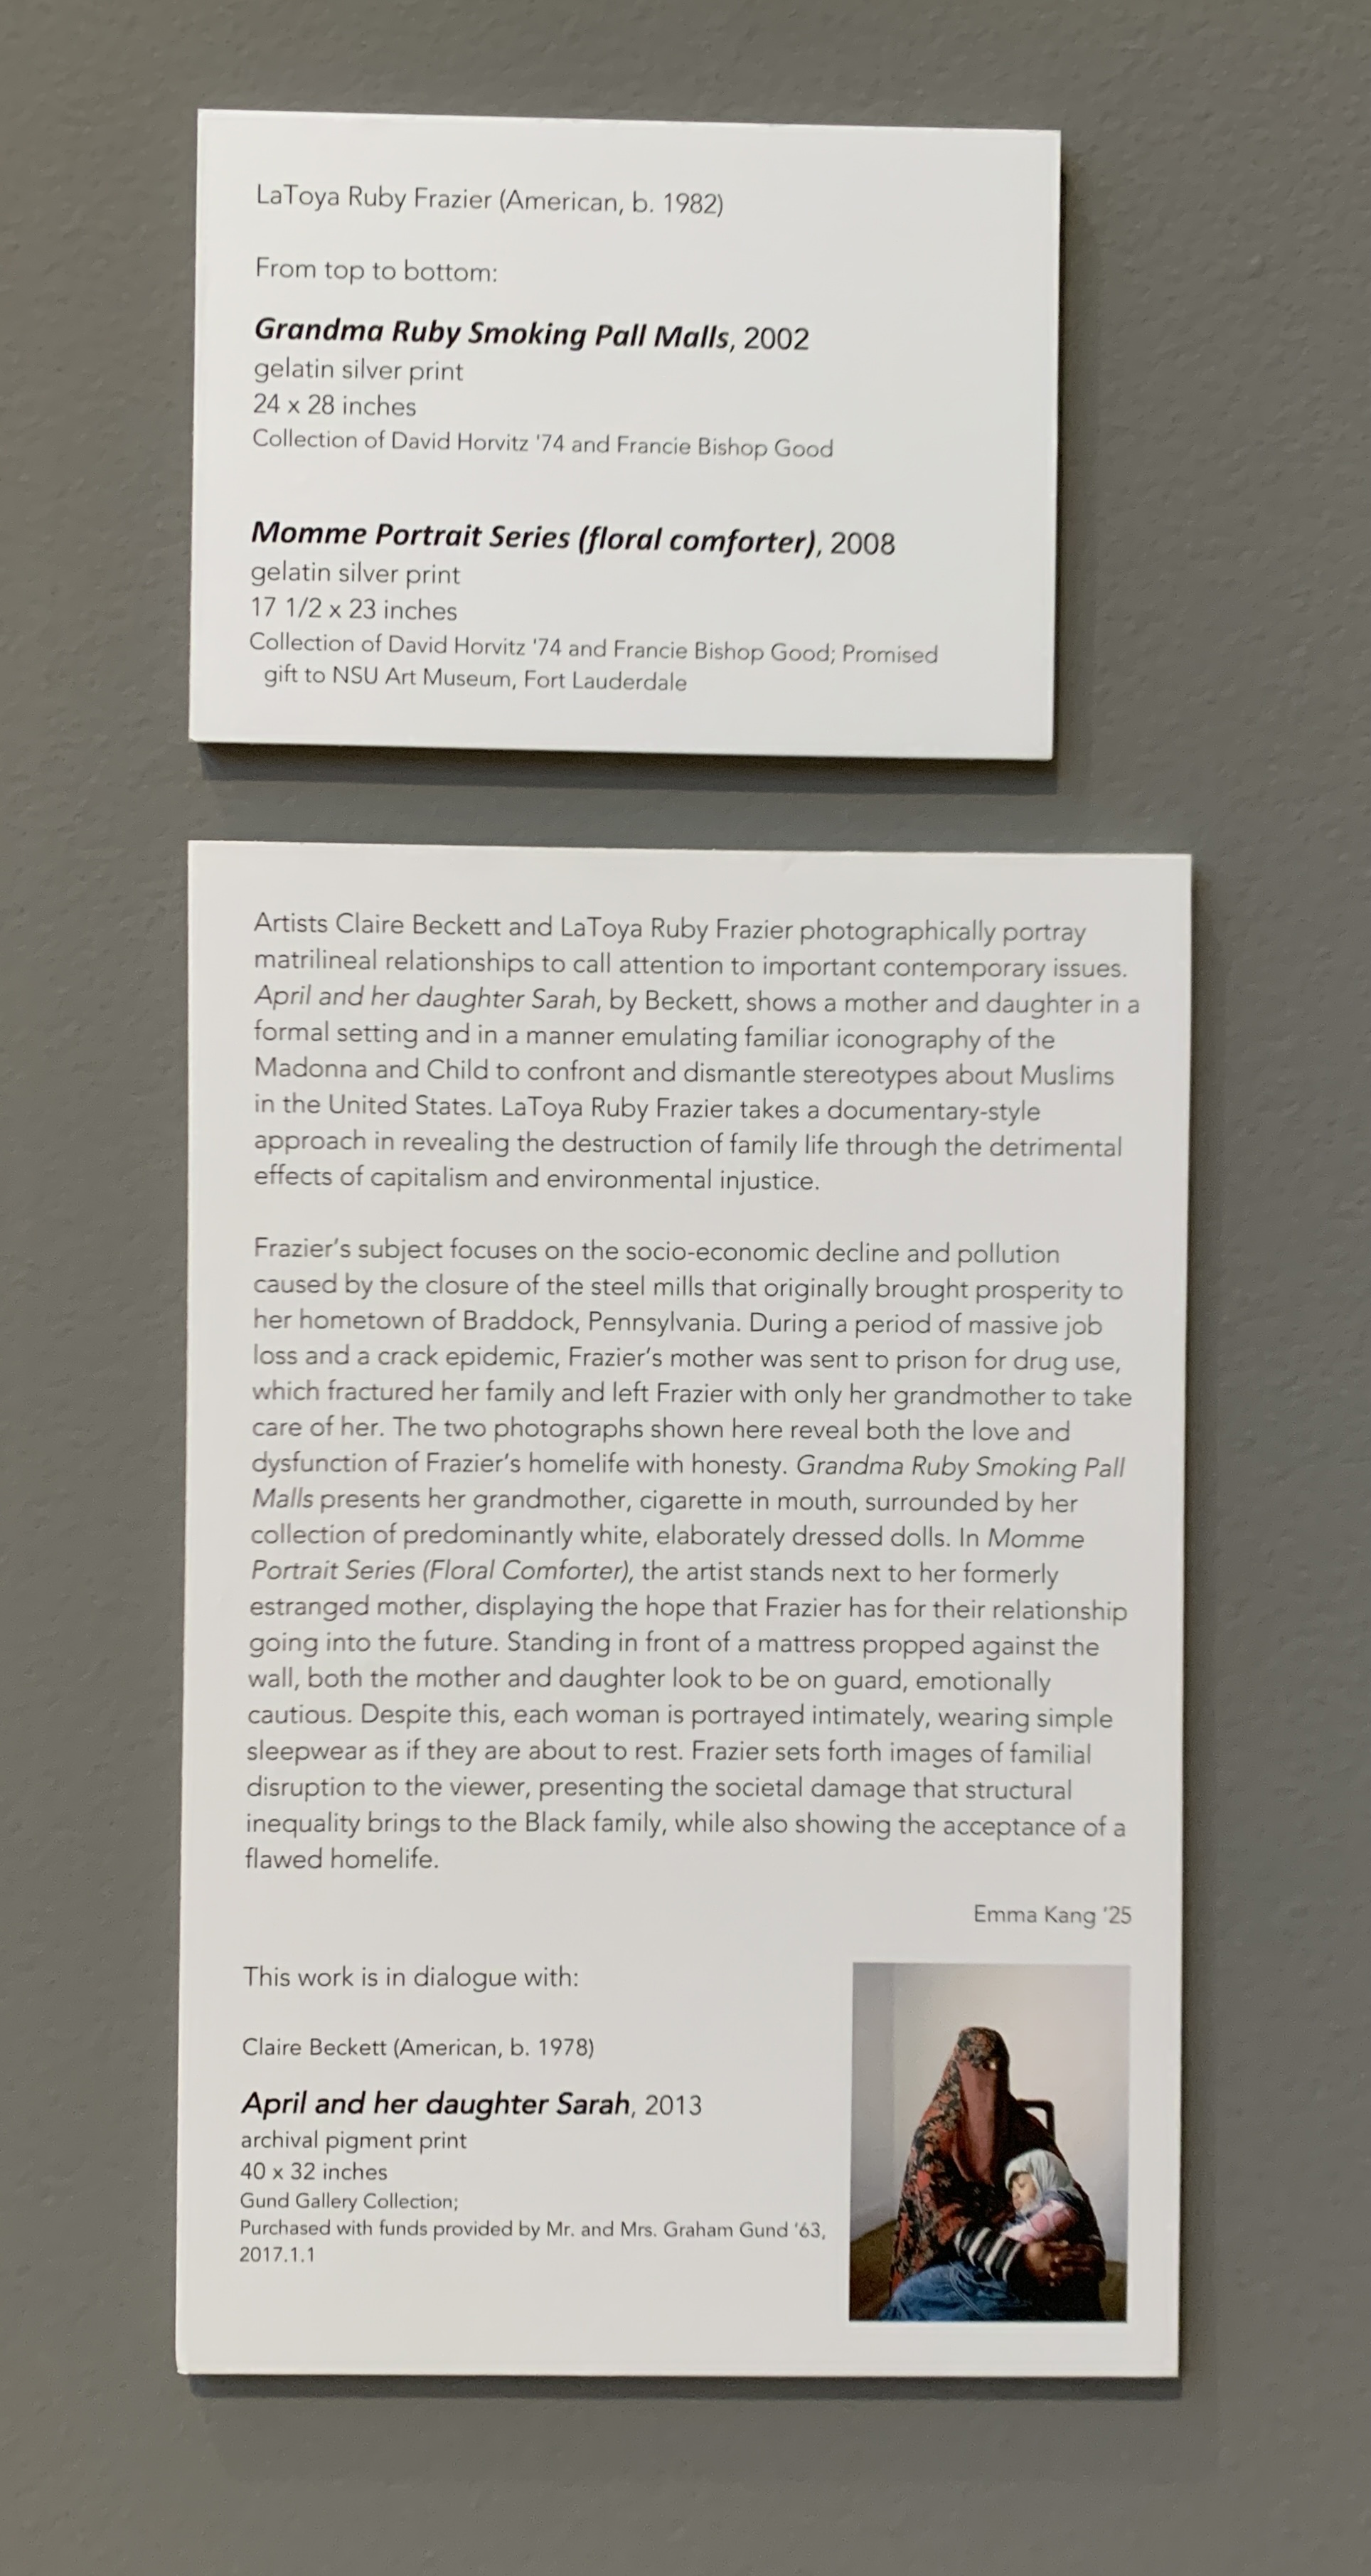 LaToya Ruby Frazier (American, b. 1982)
From top to bottom:
Grandma Ruby Smoking Pall Malls, 2002
gelatin silver print
24 x 28 inches
Collection of David Horvitz '74 and Francie Bishop Good
Momme Portrait Series (floral comforter), 2008
gelatin silver print
17 1/2 x 23 inches
Collection of David Horvitz '74 and Francie Bishop Good; Promised
gift to NSU Art Museum, Fort Lauderdale
Artists Claire Beckett and LaToya Ruby Frazier photographically portray
matrilineal relationships to call attention to important contemporary issues.
April and her daughter Sarah, by Beckett, shows a mother and daughter in a
formal setting and in a manner emulating familiar iconography of the
Madonna and Child to confront and dismantle stereotypes about Muslims
in the United States. LaToya Ruby Frazier takes a documentary-style
approach in revealing the destruction of family life through the detrimental
effects of capitalism and environmental injustice.
Frazier's subject focuses on the socio-economic decline and pollution
caused by the closure of the steel mills that originally brought prosperity to
her hometown of Braddock, Pennsylvania. During a period of massive job
loss and a crack epidemic, Frazier's mother was sent to prison for drug use,
which fractured her family and left Frazier with only her grandmother to take
care of her. The two photographs shown here reveal both the love and
dysfunction of Frazier's homelife with honesty. Grandma Ruby Smoking Pall
Malls presents her grandmother, cigarette in mouth, surrounded by her
collection of predominantly white, elaborately dressed dolls. In Momme
Portrait Series (Floral Comforter), the artist stands next to her formerly
estranged mother, displaying the hope that Frazier has for their relationship
going into the future. Standing in front of a mattress propped against the
wall, both the mother and daughter look to be on guard, emotionally
cautious. Despite this, each woman is portrayed intimately, wearing simple
sleepwear as if they are about to rest. Frazier sets forth images of familial
disruption to the viewer, presenting the societal damage that structural
inequality brings to the Black family, while also showing the acceptance of a
flawed homelife.
Emma Kang '25
This work is in dialogue with:
Claire Beckett (American, b. 1978)
April and her daughter Sarah, 2013
archival pigment print
40 x 32 inches
Gund Gallery Collection;
Purchased with funds provided by Mr. and Mrs. Graham Gund '63,
2017.1.1